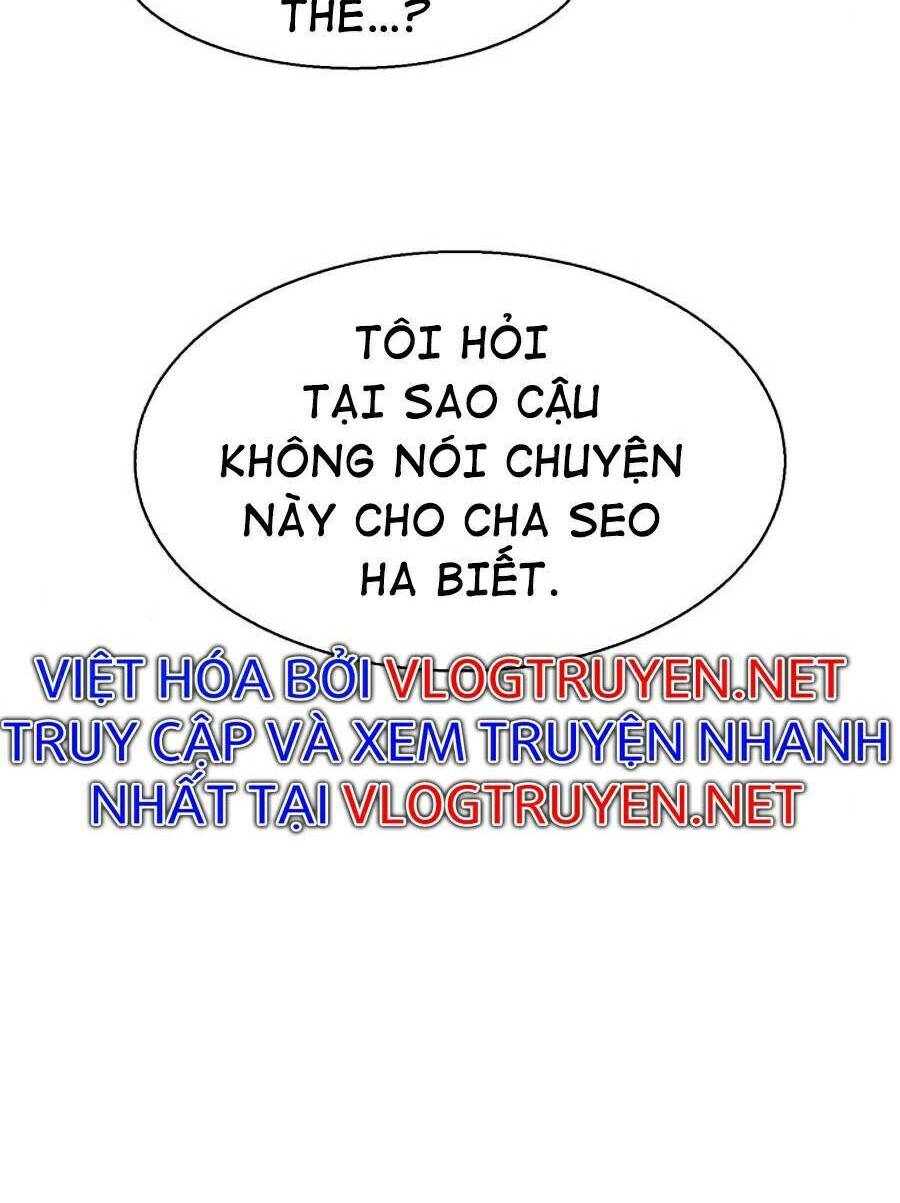 THẾ...?
TÔI HỎI
TẠI SAO CẬU
KHÔNG NÓI CHUYỆN
NÀY CHO CHA SEO
HA BIẾT.
VIỆT HÓA BỞI VLOGTRUYEN.NET
TRUY CẬP VÀ XEM TRUYỆN NHANH
NHẤT TẠI VLOGTRUYEN.NET